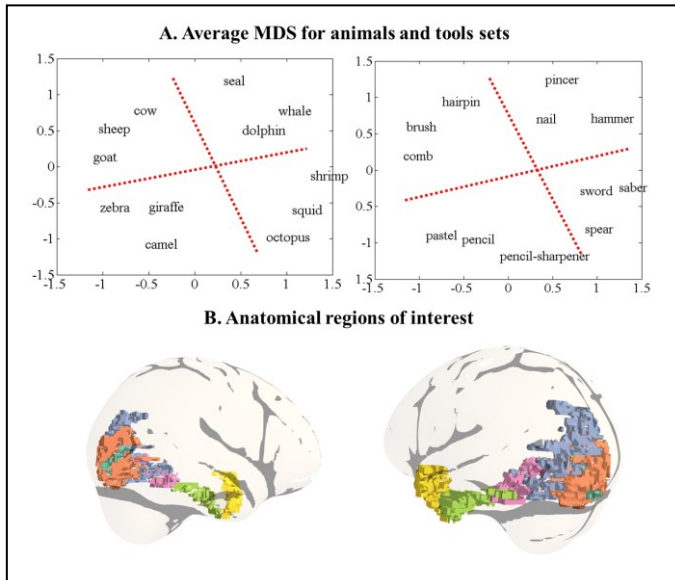 A. Average MDS for animals and tools sets
1.5
seal
cow
whale
1
sheep
dolphin
0.5
goat
0
shrimp
zebra
giraffe
squid
-0.5
camel
octopus
-1
-1.5
-1.5 -1 -0.5 0 0.5 1 1.5
1.5
pincer
hairpin
1
nail
hammer
brush
0.5
comb
0
sword
saber
-0.5
spear
pastel
pencil
-1
pencil-sharpener
-1.5
-1.5 -1 -0.5 0 0.5 1 1.5
B. Anatomical regions of interest